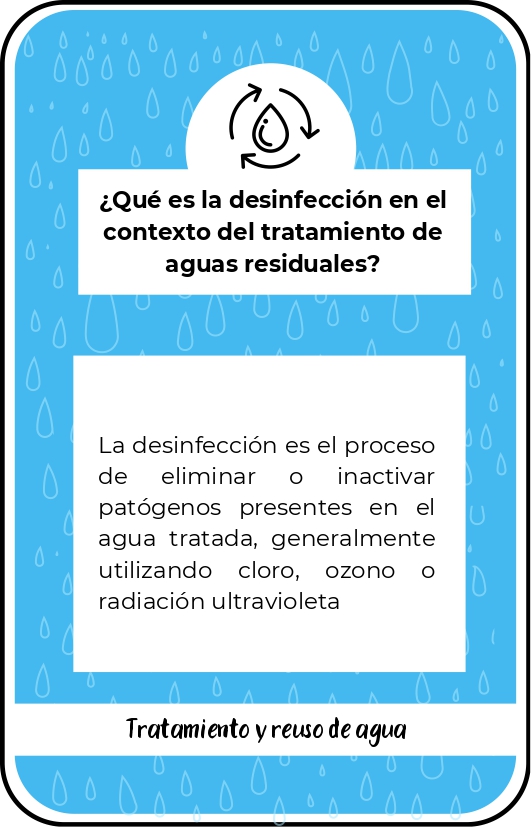 ¿Qué es la desinfección en el
contexto del tratamiento de
aguas residuales?
La desinfección es el proceso
de eliminar o inactivar
patógenos presentes en el
agua tratada, generalmente
utilizando cloro, ozono o
radiación ultravioleta
Tratamiento y reuso de agua